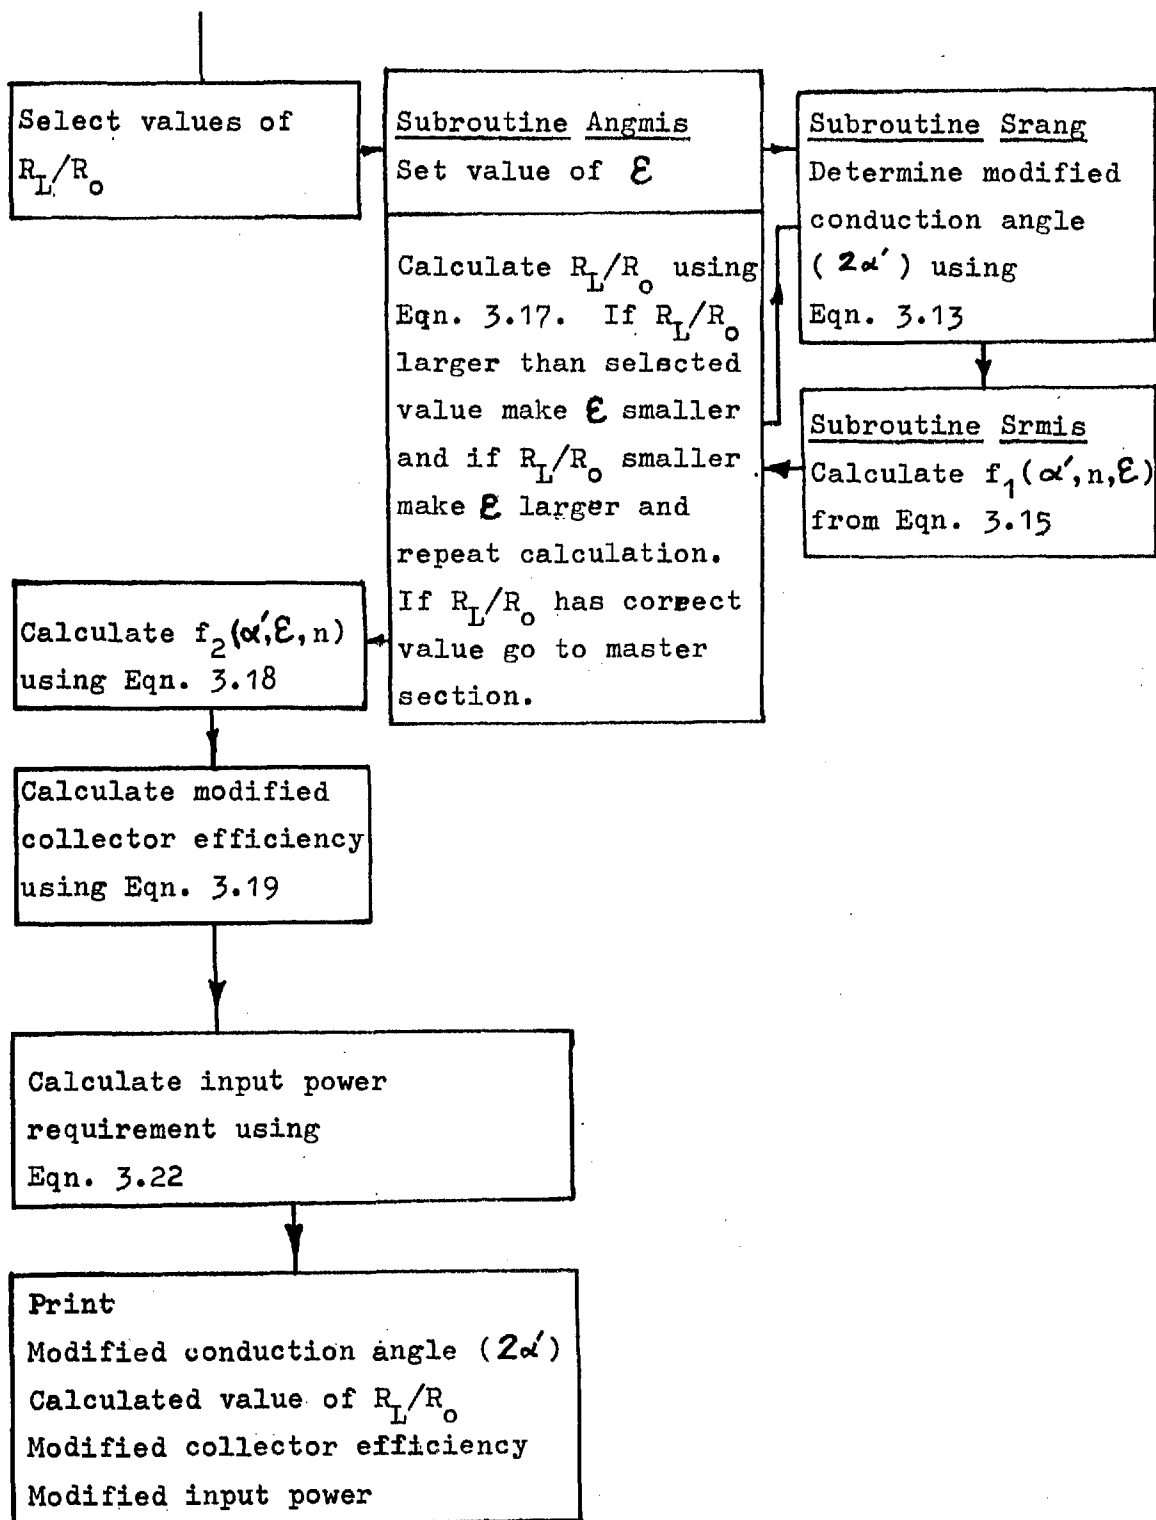 Select values of
R_L/R_o
Subroutine Angmis
Set value of ε
Calculate R_L/R_o using
Eqn. 3.17. If R_L/R_o
larger than selected
value make ε smaller
and if R_L/R_o smaller
make ε larger and
repeat calculation.
If R_L/R_o has correct
value go to master
section.
Subroutine Srang
Determine modified
conduction angle
(2α′) using
Eqn. 3.13
Subroutine Srmis
Calculate f_1(α′,n,ε)
from Eqn. 3.15
Calculate f_2(α′,ε,n)
using Eqn. 3.18
Calculate modified
collector efficiency
using Eqn. 3.19
Calculate input power
requirement using
Eqn. 3.22
Print
Modified conduction angle (2α′)
Calculated value of R_L/R_o
Modified collector efficiency
Modified input power